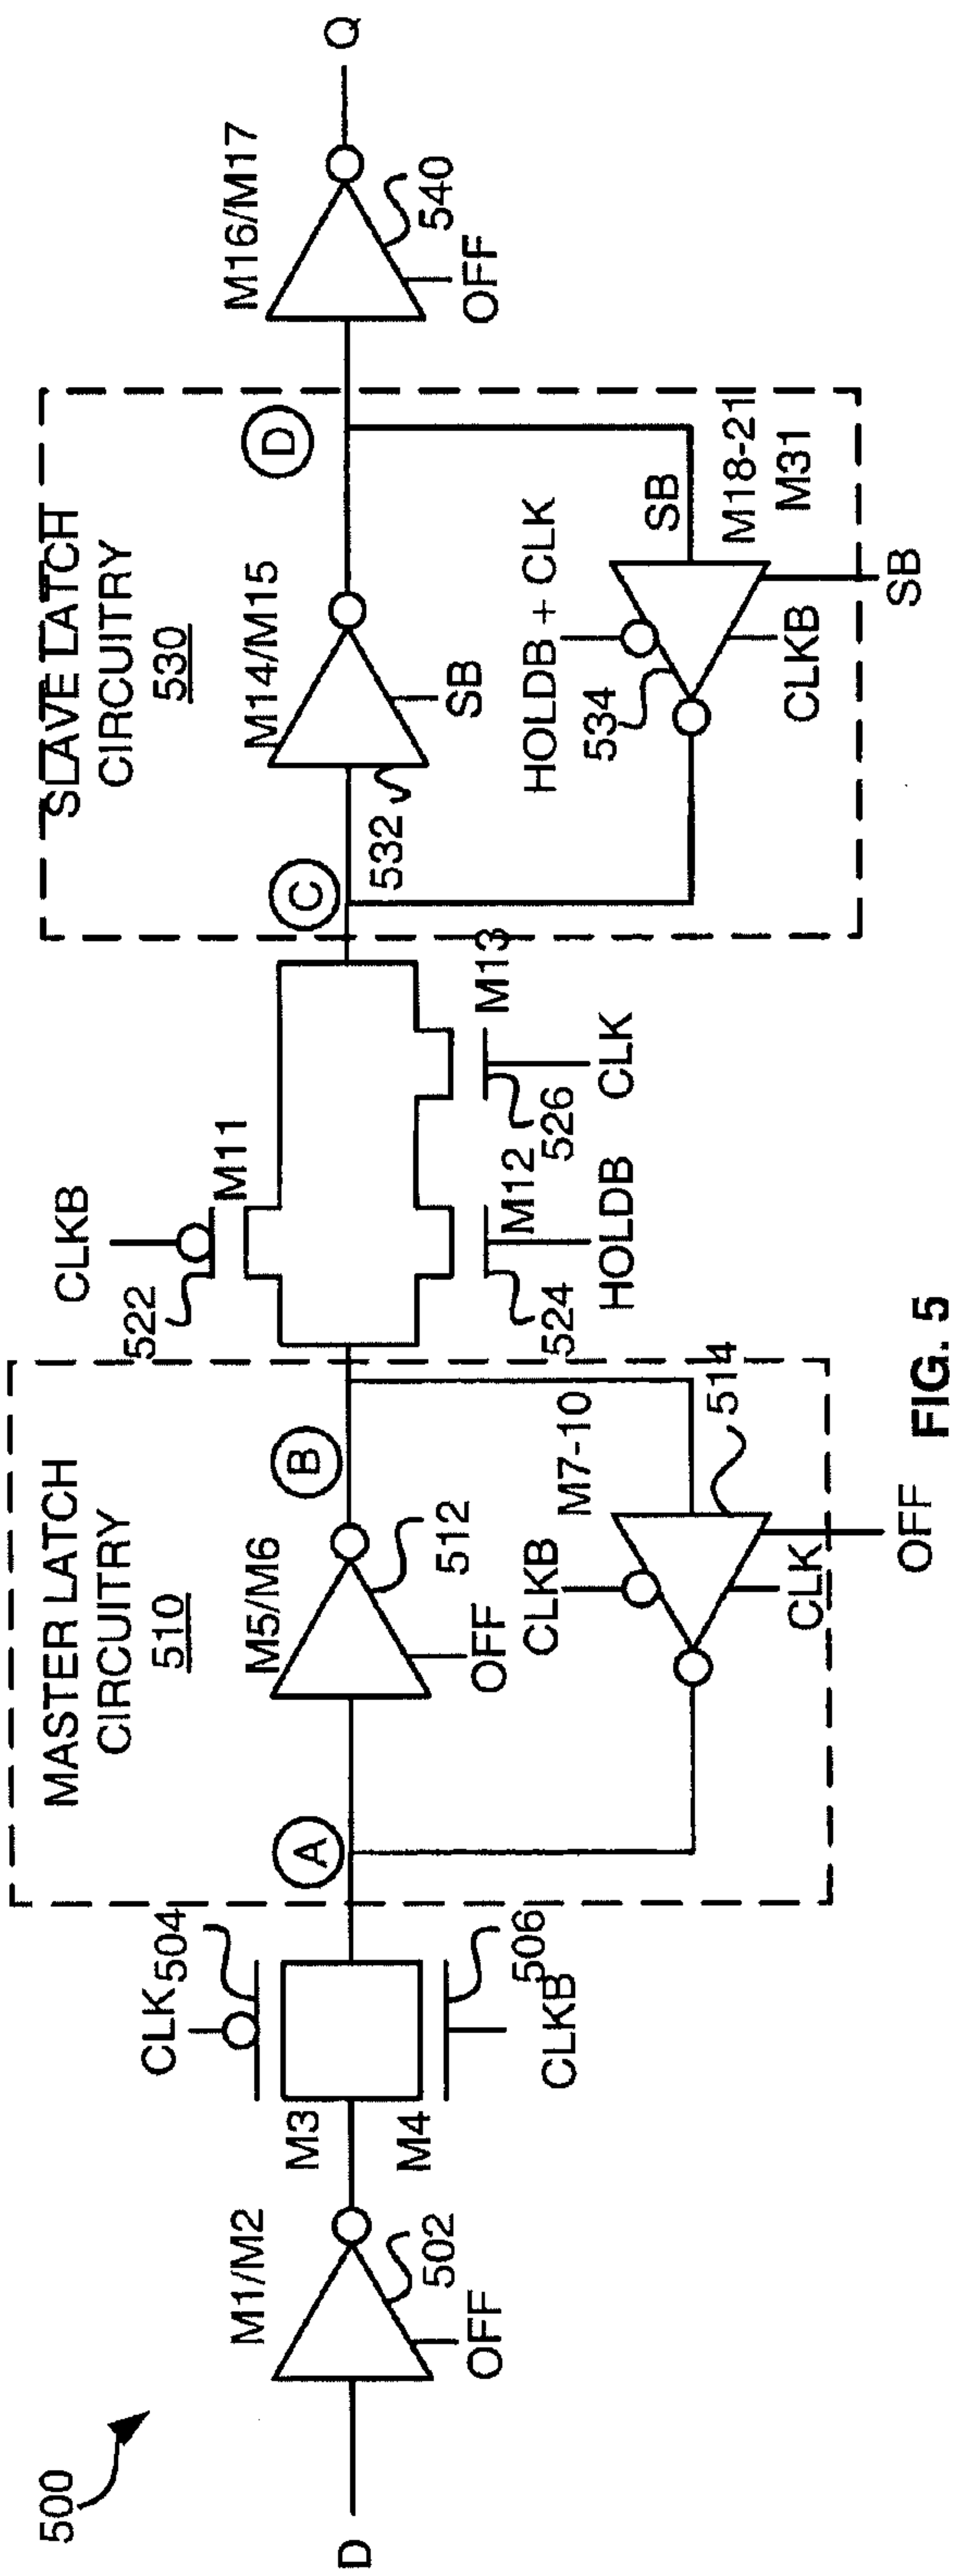 500
D
M1/M2
502
OFF
M3
M4
CLK
504
506
CLKB
MASTER LATCH
CIRCUITRY
510
A
M5/M6
512
OFF
B
CLKB
M7-10
514
CLK
OFF
CLKB
522
M11
M12
524
HOLDB
M13
526
CLK
SLAVE LATCH
CIRCUITRY
530
C
532
M14/M15
SB
D
HOLDB + CLK
534
SB
M18-21
M31
CLKB
SB
M16/M17
540
OFF
Q
FIG. 5